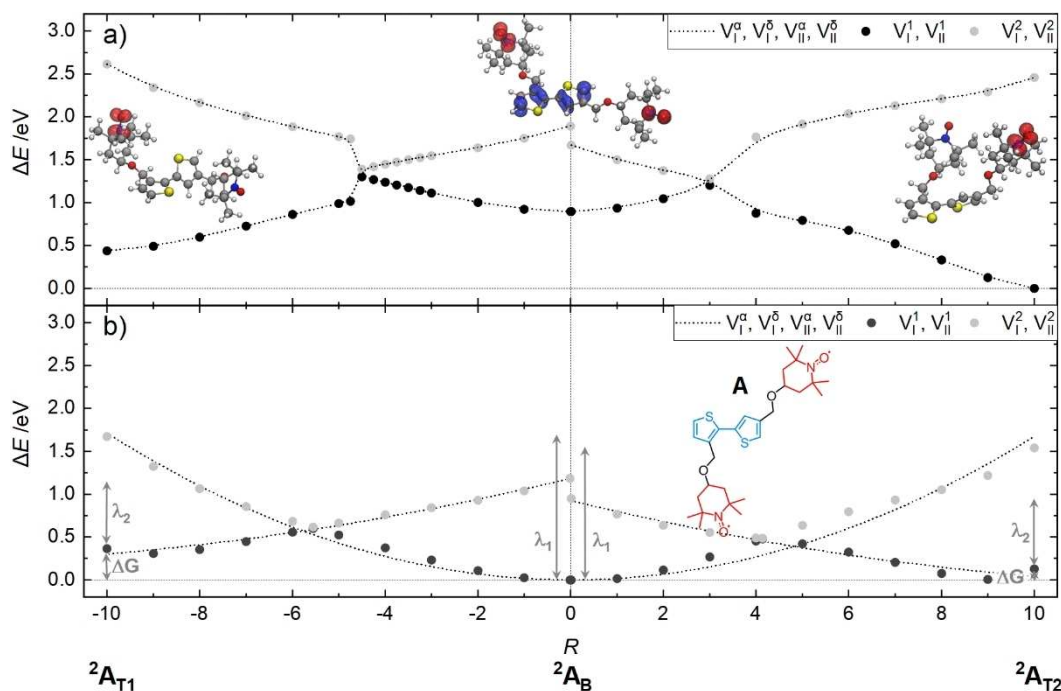 a)
V_I^α, V_I^δ, V_II^α, V_II^δ V_I^1, V_II^1 V_I^2, V_II^2
ΔE /eV
3.0
2.5
2.0
1.5
1.0
0.5
0.0
b)
V_I^α, V_I^δ, V_II^α, V_II^δ V_I^1, V_II^1 V_I^2, V_II^2
ΔE /eV
3.0
2.5
2.0
1.5
1.0
0.5
0.0
A
N O•
O
S
S
O
N O•
λ₂
ΔG
λ₁
λ₁
λ₂
ΔG
-10 -8 -6 -4 -2 0 2 4 6 8 10
R
²A_T1 ²A_B ²A_T2